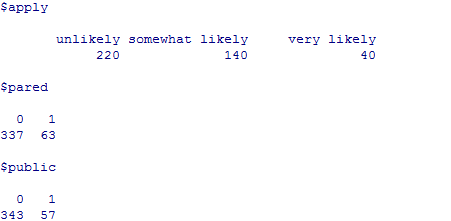 $apply
unlikely somewhat likely very likely
220 140 40
$pared
0 1
337 63
$public
0 1
343 57